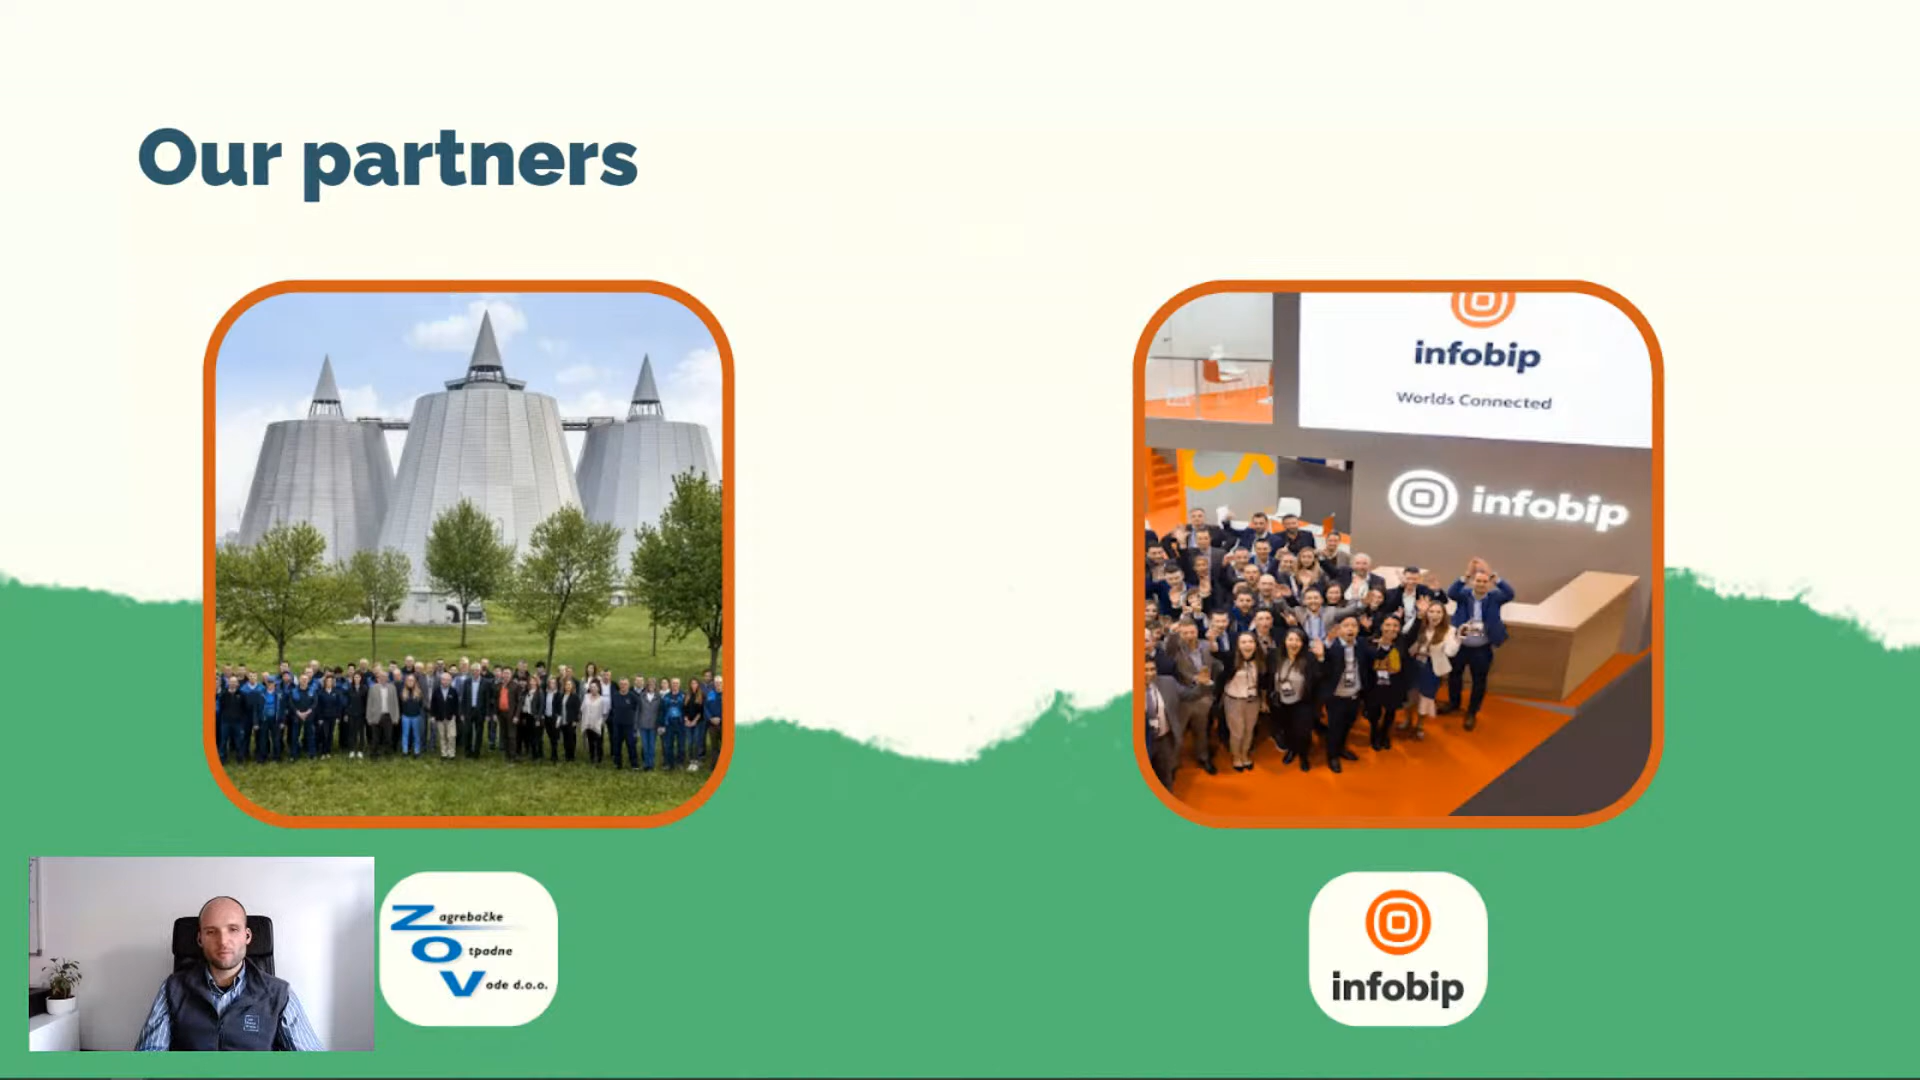 Our partners
infobip
Worlds Connected
infobip
Zagrebačke
Otpadne
Vode d.o.o.
infobip